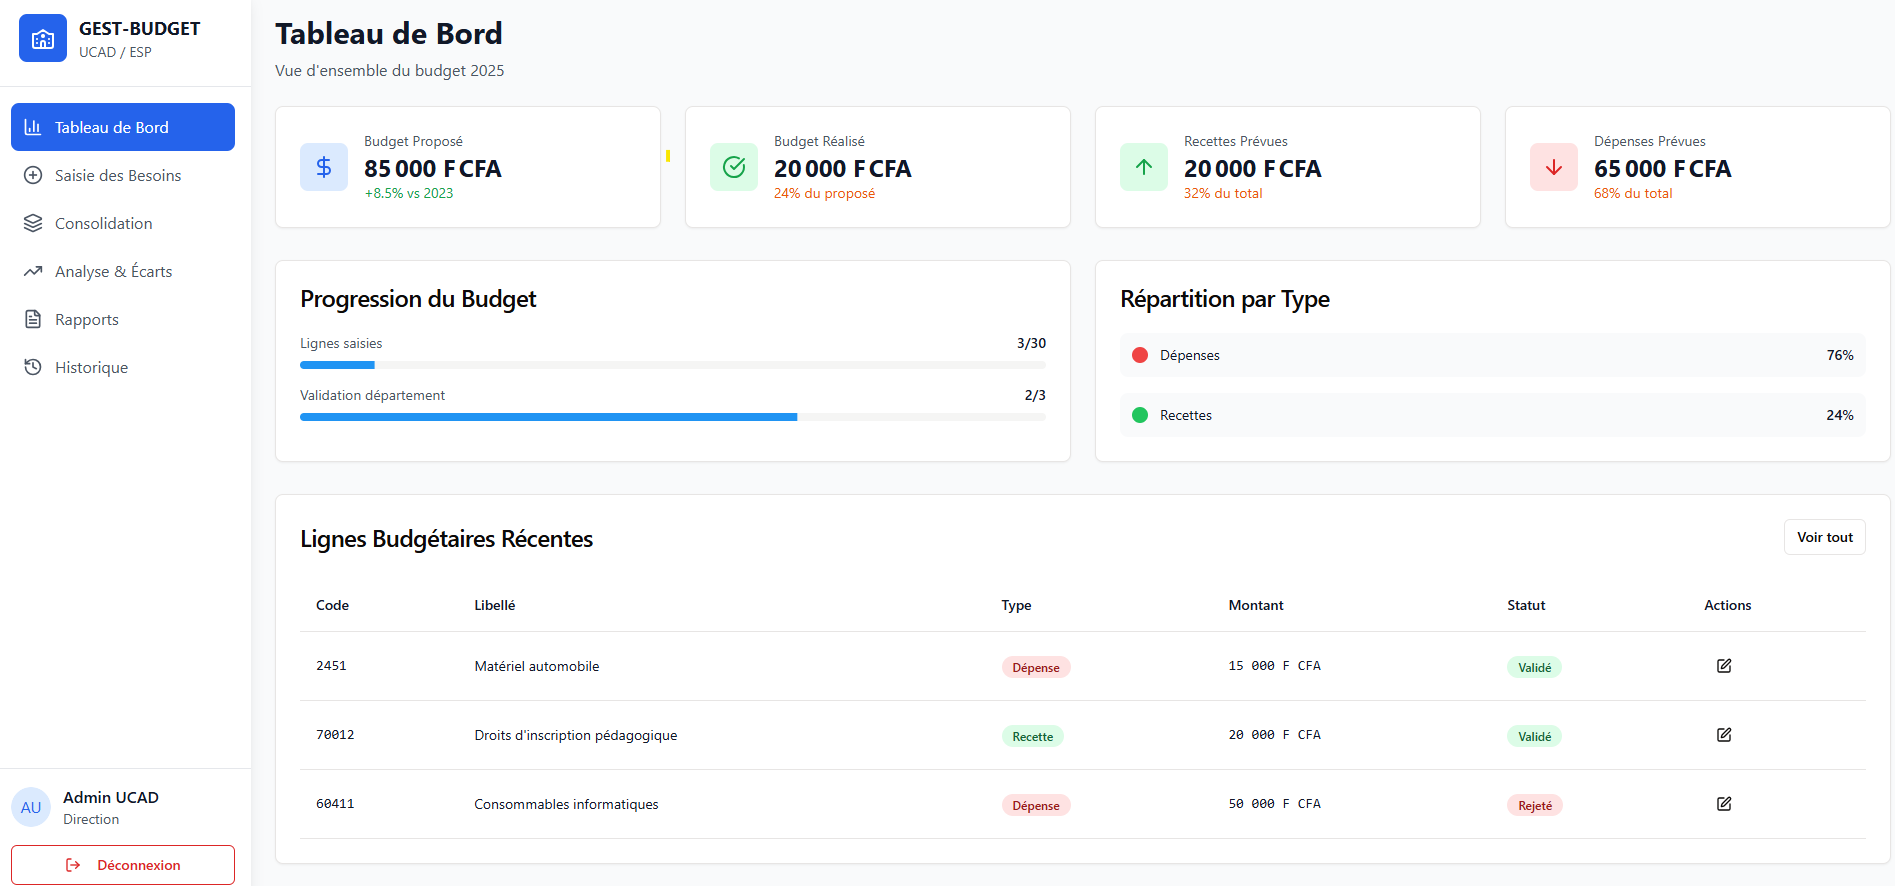 GEST-BUDGET
UCAD / ESP
Tableau de Bord
Saisie des Besoins
Consolidation
Analyse & Écarts
Rapports
Historique
AU
Admin UCAD
Direction
Déconnexion
Tableau de Bord
Vue d'ensemble du budget 2025
Budget Proposé
85 000 F CFA
+8.5% vs 2023
Budget Réalisé
20 000 F CFA
24% du proposé
Recettes Prévues
20 000 F CFA
32% du total
Dépenses Prévues
65 000 F CFA
68% du total
Progression du Budget
Lignes saisies 3/30
Validation département 2/3
Répartition par Type
Dépenses 76%
Recettes 24%
Lignes Budgétaires Récentes
Voir tout
Code Libellé Type Montant Statut Actions
2451 Matériel automobile Dépense 15 000 F CFA Validé
70012 Droits d'inscription pédagogique Recette 20 000 F CFA Validé
60411 Consommables informatiques Dépense 50 000 F CFA Rejeté